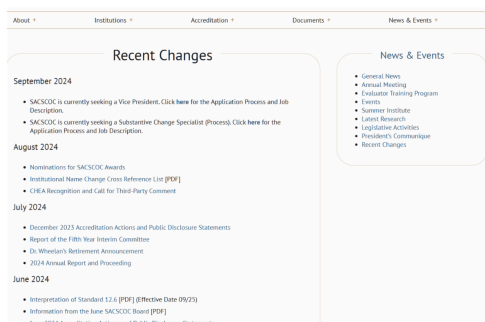 About +
Institutions +
Accreditation +
Documents +
News & Events +
Recent Changes
September 2024
SACSCOC is currently seeking a Vice President. Click here for the Application Process and Job
Description.
SACSCOC is currently seeking a Substantive Change Specialist (Process). Click here for the
Application Process and Job Description.
August 2024
Nominations for SACSCOC Awards
Institutional Name Change Cross Reference List [PDF]
CHEA Recognition and Call for Third-Party Comment
July 2024
December 2023 Accreditation Actions and Public Disclosure Statements
Report of the Fifth Year Interim Committee
Dr. Wheelan's Retirement Announcement
2024 Annual Report and Proceeding
June 2024
Interpretation of Standard 12.6 [PDF] (Effective Date 09/25)
Information from the June SACSCOC Board [PDF]
News & Events
General News
Annual Meeting
Evaluator Training Program
Events
Summer Institute
Latest Research
Legislative Activities
President's Communique
Recent Changes